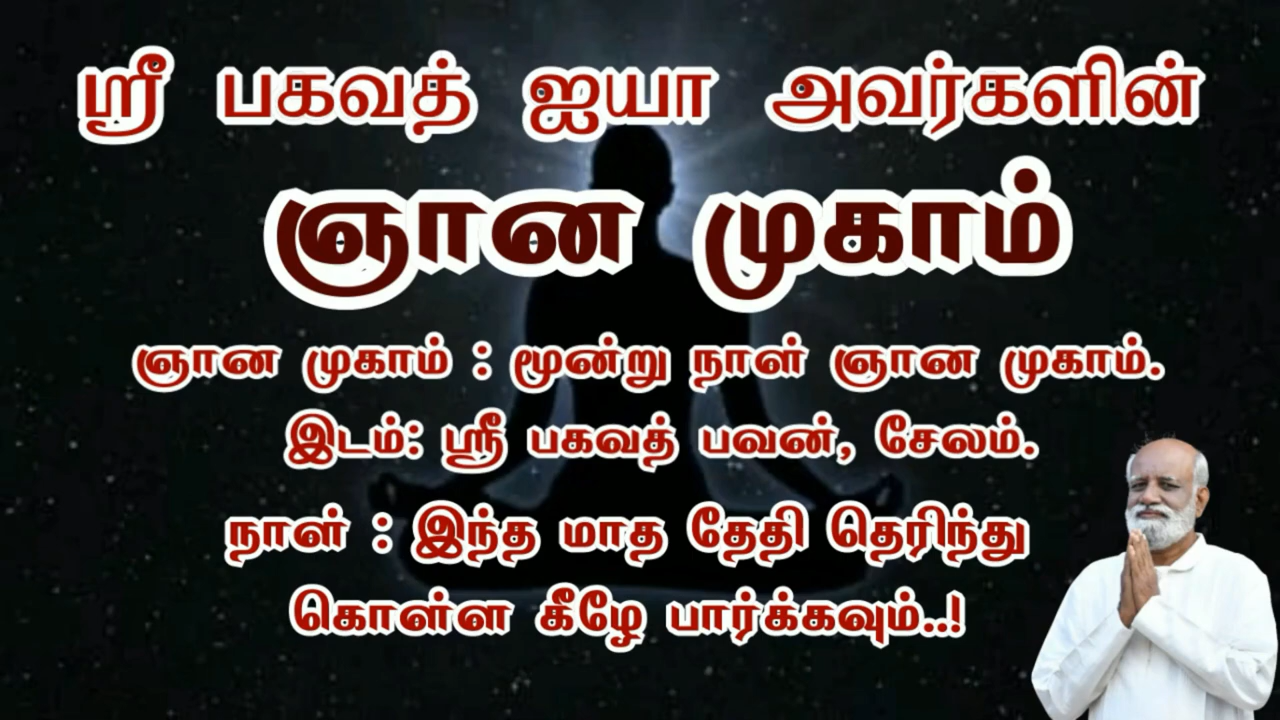 ஸ்ரீ பகவத் ஐயா அவர்களின்
ஞான முகாம்
ஞான முகாம் : மூன்று நாள் ஞான முகாம்.
இடம்: ஸ்ரீ பகவத் பவன், சேலம்.
நாள் : இந்த மாத தேதி தெரிந்து
கொள்ள கீழே பார்க்கவும்..!